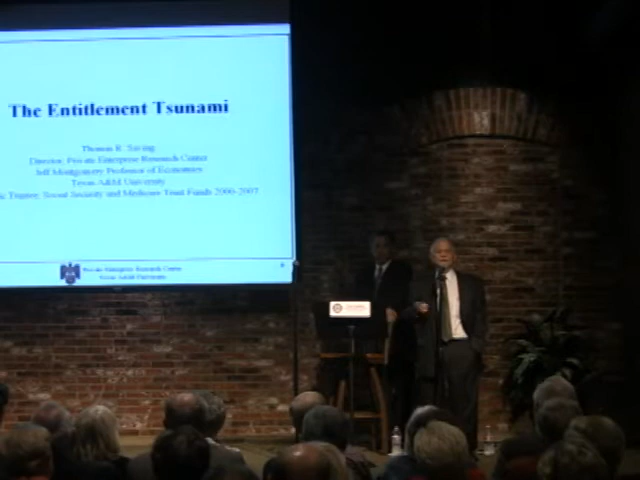 The Entitlement Tsunami
Thomas R. Saving
Director, Private Enterprise Research Center
Jeff Montgomery Professor of Economics
Texas A&M University
Trustee, Social Security and Medicare Trust Funds 2000-2007
Private Enterprise Research Center
Texas A&M University